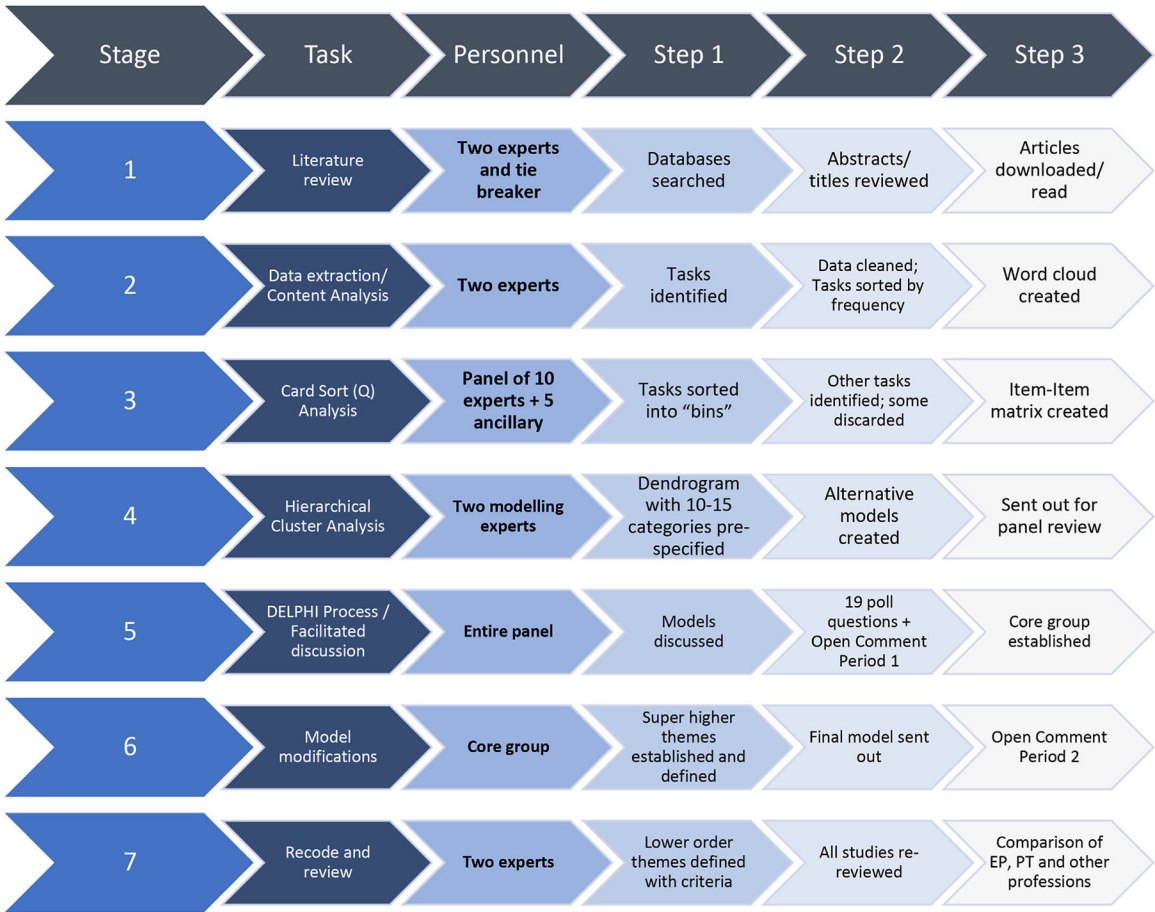 Stage
Task
Personnel
Step 1
Step 2
Step 3
1
Literature
review
Two experts
and tie
breaker
Databases
searched
Abstracts/
titles reviewed
Articles
downloaded/
read
2
Data extraction/
Content Analysis
Two experts
Tasks
identified
Data cleaned;
Tasks sorted by
frequency
Word cloud
created
3
Card Sort (Q)
Analysis
Panel of 10
experts + 5
ancillary
Tasks sorted
into “bins”
Other tasks
identified; some
discarded
Item-Item
matrix created
4
Hierarchical
Cluster Analysis
Two modelling
experts
Dendrogram
with 10-15
categories pre-
specified
Alternative
models
created
Sent out for
panel review
5
DELPHI Process /
Facilitated
discussion
Entire panel
Models
discussed
19 poll
questions +
Open Comment
Period 1
Core group
established
6
Model
modifications
Core group
Super higher
themes
established and
defined
Final model sent
out
Open Comment
Period 2
7
Recode and
review
Two experts
Lower order
themes defined
with criteria
All studies re-
reviewed
Comparison of
EP, PT and other
professions